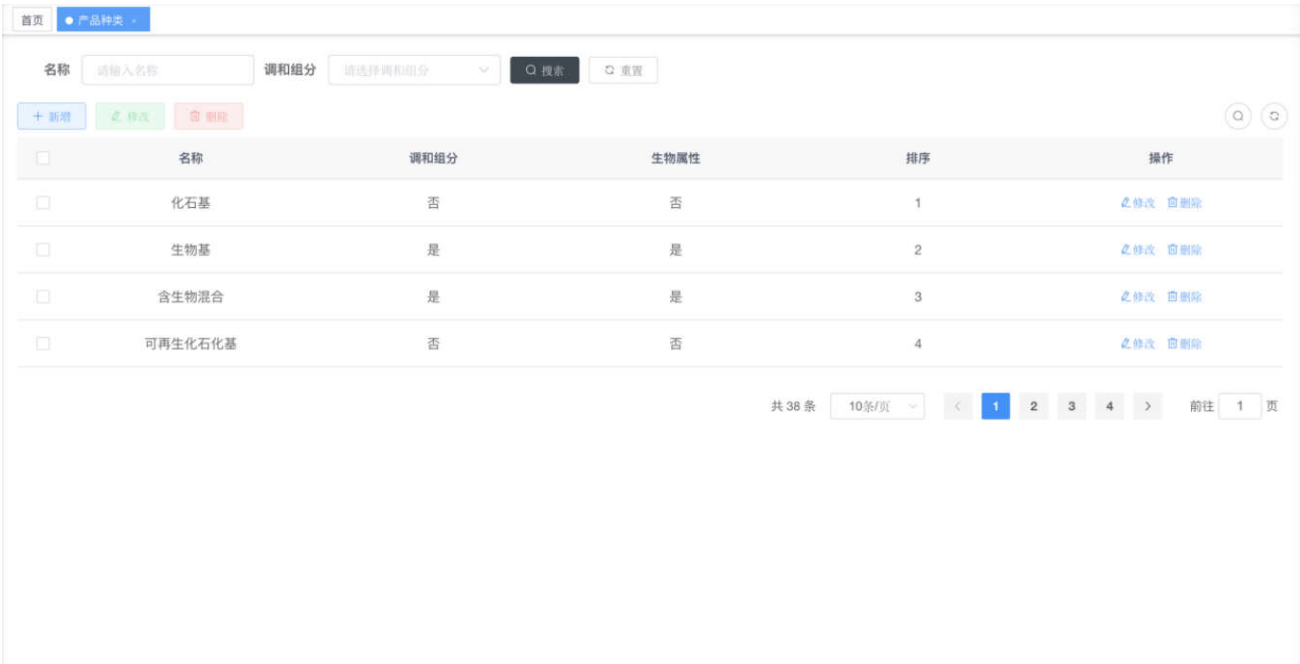 首页 产品种类 ×
名称 请输入名称 调和组分 请选择调和组分 搜索 重置
+ 新增 修改 删除
名称 调和组分 生物属性 排序 操作
化石基 否 否 1 修改 删除
生物基 是 是 2 修改 删除
含生物混合 是 是 3 修改 删除
可再生化石化基 否 否 4 修改 删除
共 38 条 10条/页 < 1 2 3 4 > 前往 1 页